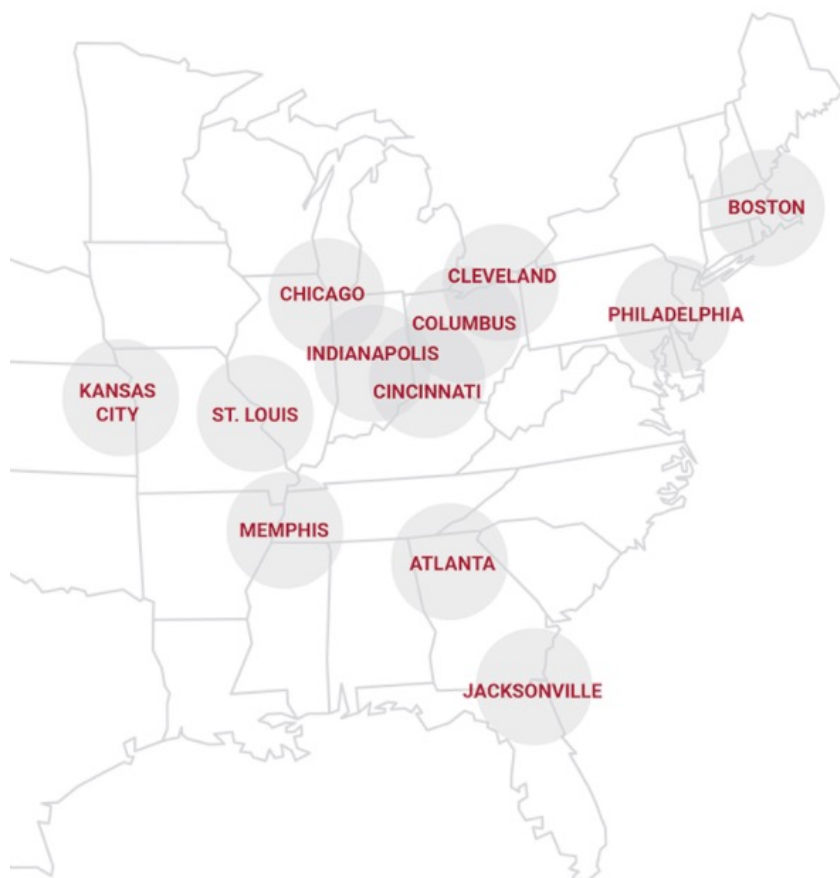 BOSTON
CLEVELAND
CHICAGO
PHILADELPHIA
COLUMBUS
INDIANAPOLIS
KANSAS
CITY
CINCINNATI
ST. LOUIS
MEMPHIS
ATLANTA
JACKSONVILLE